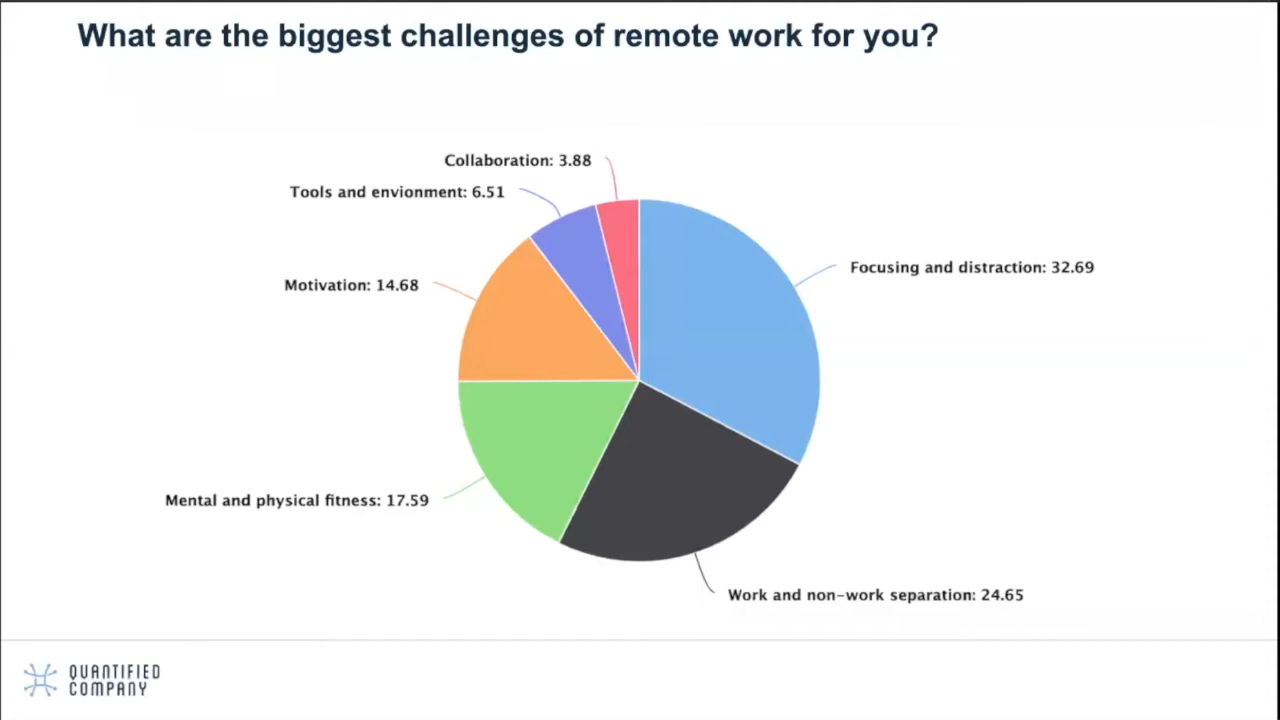 What are the biggest challenges of remote work for you?
Collaboration: 3.88
Tools and envionment: 6.51
Focusing and distraction: 32.69
Motivation: 14.68
Mental and physical fitness: 17.59
Work and non-work separation: 24.65
QUANTIFIED
COMPANY